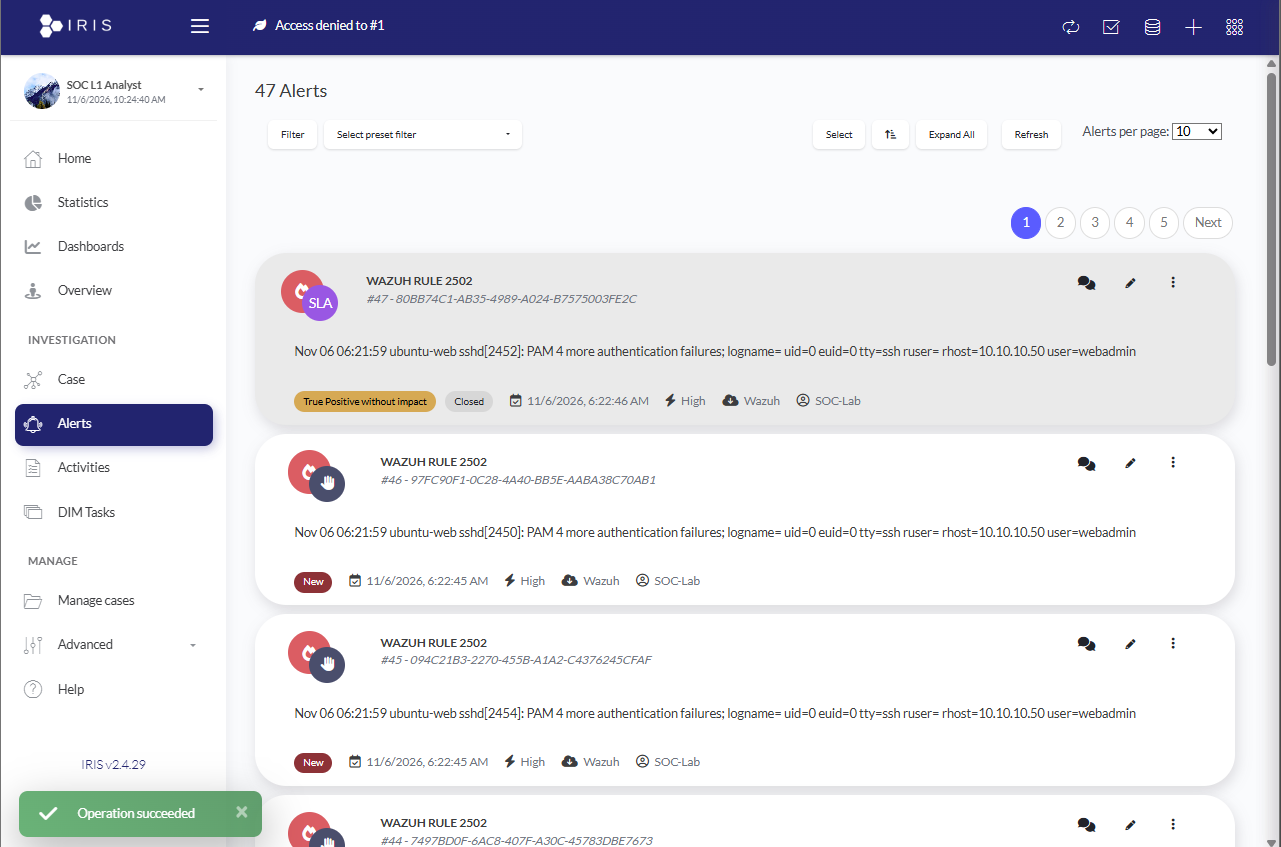 IRIS
Access denied to #1
SOC L1 Analyst
11/6/2026, 10:24:40 AM
Home
Statistics
Dashboards
Overview
INVESTIGATION
Case
Alerts
Activities
DIM Tasks
MANAGE
Manage cases
Advanced
Help
IRIS v2.4.29
Operation succeeded
47 Alerts
Filter
Select preset filter
Select
Expand All
Refresh
Alerts per page: 10
1 2 3 4 5 Next
SLA
WAZUH RULE 2502
#47 - 80BB74C1-AB35-4989-A024-B7575003FE2C
Nov 06 06:21:59 ubuntu-web sshd[2452]: PAM 4 more authentication failures; logname= uid=0 euid=0 tty=ssh ruser= rhost=10.10.10.50 user=webadmin
True Positive without impact Closed 11/6/2026, 6:22:46 AM High Wazuh SOC-Lab
WAZUH RULE 2502
#46 - 97FC90F1-0C28-4A40-BB5E-AABA38C70AB1
Nov 06 06:21:59 ubuntu-web sshd[2450]: PAM 4 more authentication failures; logname= uid=0 euid=0 tty=ssh ruser= rhost=10.10.10.50 user=webadmin
New 11/6/2026, 6:22:45 AM High Wazuh SOC-Lab
WAZUH RULE 2502
#45 - 094C21B3-2270-455B-A1A2-C4376245CFAF
Nov 06 06:21:59 ubuntu-web sshd[2454]: PAM 4 more authentication failures; logname= uid=0 euid=0 tty=ssh ruser= rhost=10.10.10.50 user=webadmin
New 11/6/2026, 6:22:45 AM High Wazuh SOC-Lab
WAZUH RULE 2502
#44 - 7497BD0F-6AC8-407F-A30C-45783DBE7673